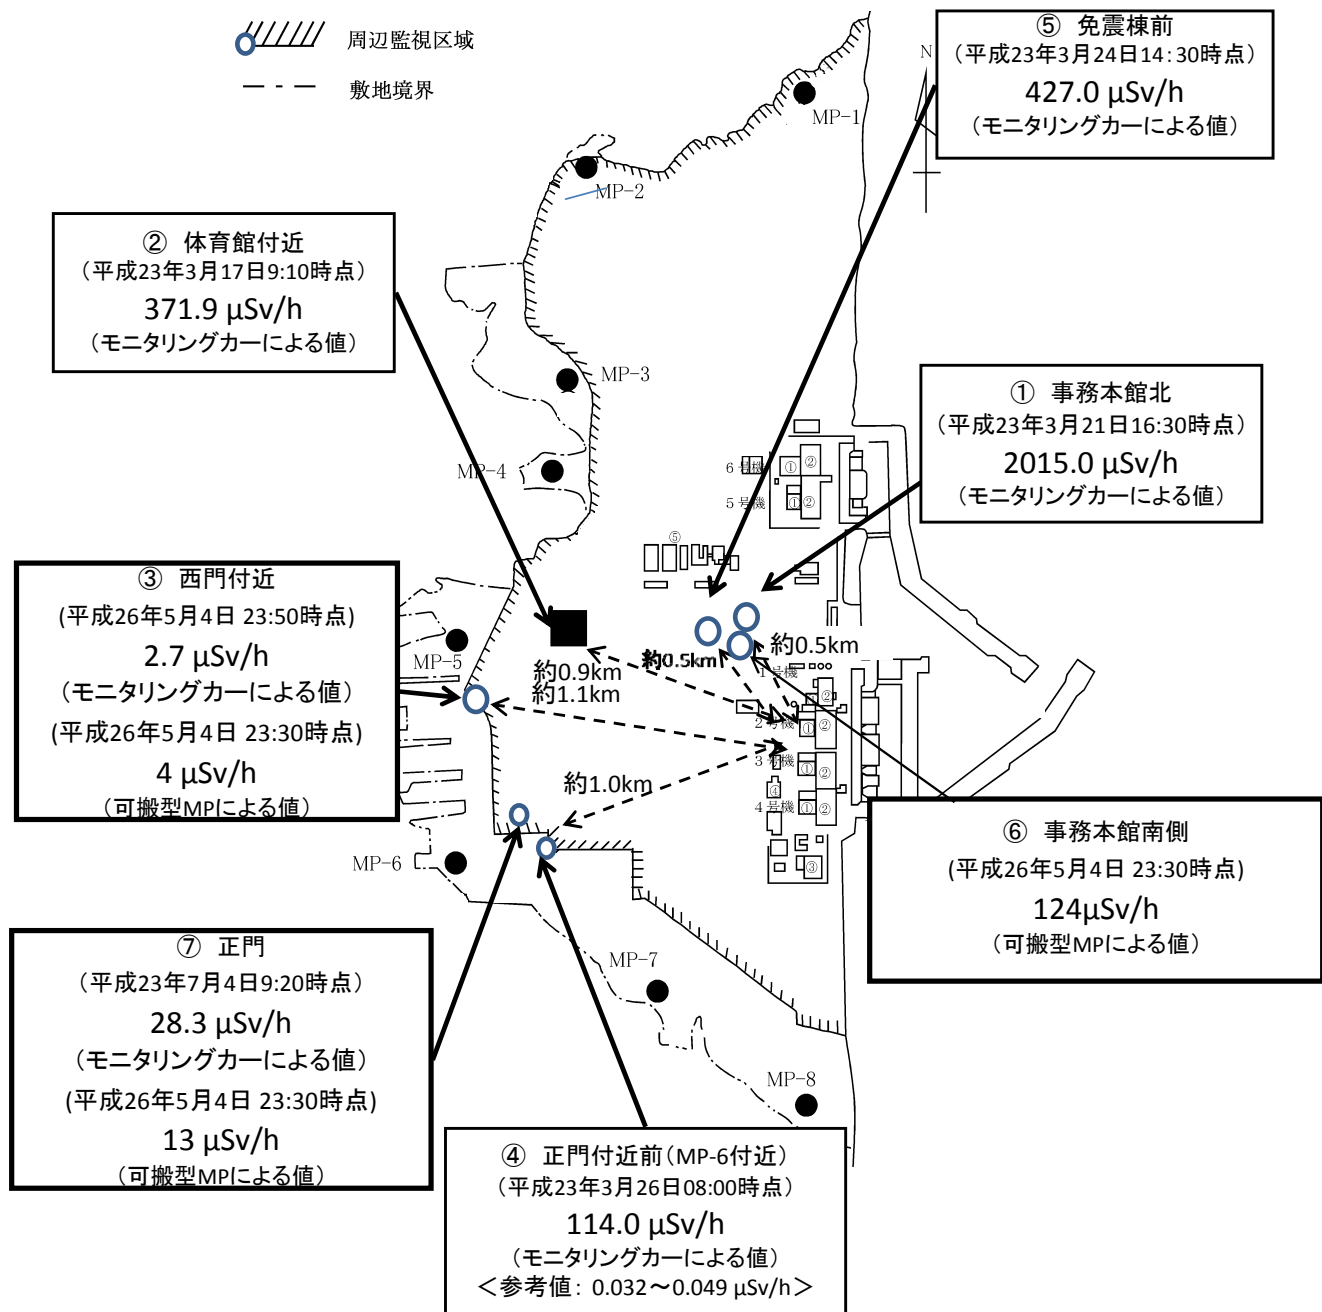 周辺監視区域
敷地境界
⑤ 免震棟前
(平成23年3月24日14:30時点)
427.0 μSv/h
(モニタリングカーによる値)
N
MP-1
MP-2
② 体育館付近
(平成23年3月17日9:10時点)
371.9 μSv/h
(モニタリングカーによる値)
MP-3
① 事務本館北
(平成23年3月21日16:30時点)
2015.0 μSv/h
(モニタリングカーによる値)
MP-4
6号機
① ②
5号機
① ②
⑤
③ 西門付近
(平成26年5月4日 23:50時点)
2.7 μSv/h
(モニタリングカーによる値)
(平成26年5月4日 23:30時点)
4 μSv/h
(可搬型MPによる値)
MP-5
約0.5km
約0.5km
約0.9km
約1.1km
1号機
②
2号機
① ②
3号機
① ②
約1.0km
④
4号機
① ②
③
MP-6
⑥ 事務本館南側
(平成26年5月4日 23:30時点)
124μSv/h
(可搬型MPによる値)
⑦ 正門
(平成23年7月4日9:20時点)
28.3 μSv/h
(モニタリングカーによる値)
(平成26年5月4日 23:30時点)
13 μSv/h
(可搬型MPによる値)
MP-7
MP-8
④ 正門付近前(MP-6付近)
(平成23年3月26日08:00時点)
114.0 μSv/h
(モニタリングカーによる値)
<参考値: 0.032~0.049 μSv/h>